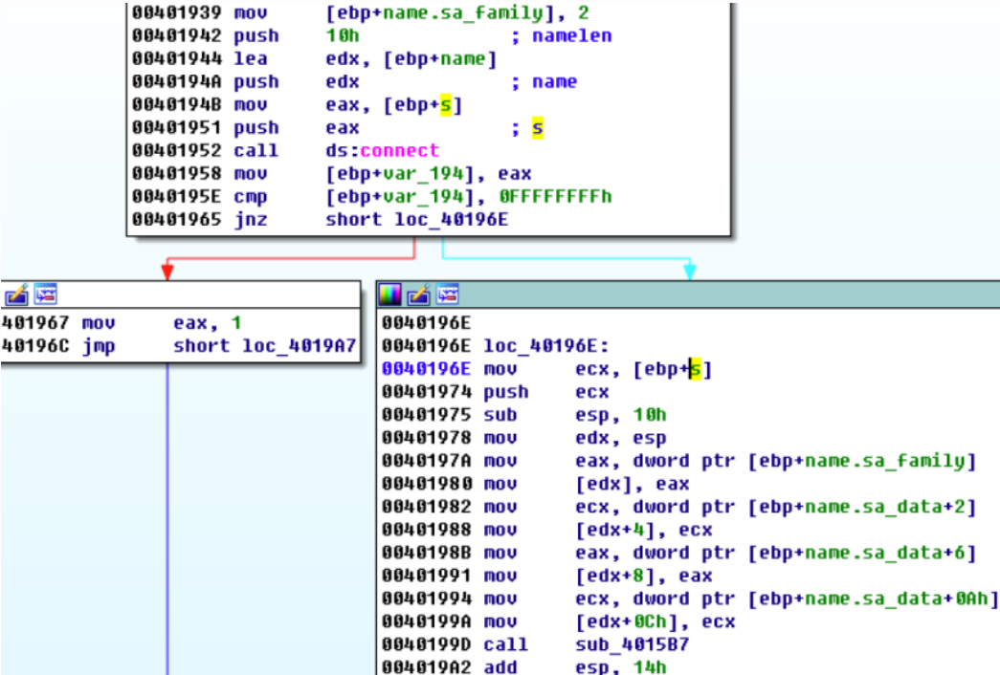 00401939 mov [ebp+name.sa_family], 2
00401942 push 10h ; namelen
00401944 lea edx, [ebp+name]
0040194A push edx ; name
0040194B mov eax, [ebp+s]
00401951 push eax ; s
00401952 call ds:connect
00401958 mov [ebp+var_194], eax
0040195E cmp [ebp+var_194], 0FFFFFFFFh
00401965 jnz short loc_40196E
401967 mov eax, 1
40196C jmp short loc_4019A7
0040196E
0040196E loc_40196E:
0040196E mov ecx, [ebp+s]
00401974 push ecx
00401975 sub esp, 10h
00401978 mov edx, esp
0040197A mov eax, dword ptr [ebp+name.sa_family]
00401980 mov [edx], eax
00401982 mov ecx, dword ptr [ebp+name.sa_data+2]
00401988 mov [edx+4], ecx
0040198B mov eax, dword ptr [ebp+name.sa_data+6]
00401991 mov [edx+8], eax
00401994 mov ecx, dword ptr [ebp+name.sa_data+0Ah]
0040199A mov [edx+0Ch], ecx
0040199D call sub_4015B7
004019A2 add esp, 14h